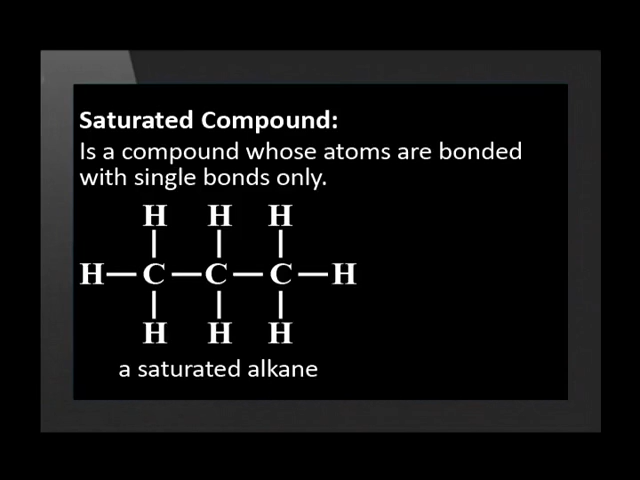 Saturated Compound:
Is a compound whose atoms are bonded
with single bonds only.
H H H
H—C—C—C—H
H H H
a saturated alkane